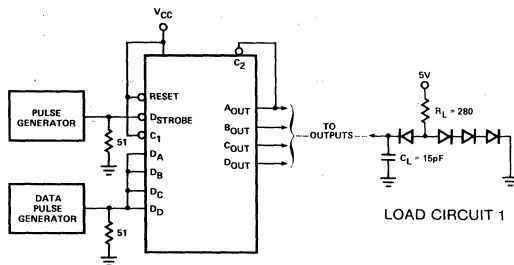 VCC
C2
RESET
PULSE GENERATOR
DSTROBE
C1
51
DA
DB
DC
DD
DATA PULSE GENERATOR
51
AOUT
BOUT
COUT
DOUT
TO OUTPUTS
5V
RL = 280
CL = 15pF
LOAD CIRCUIT 1